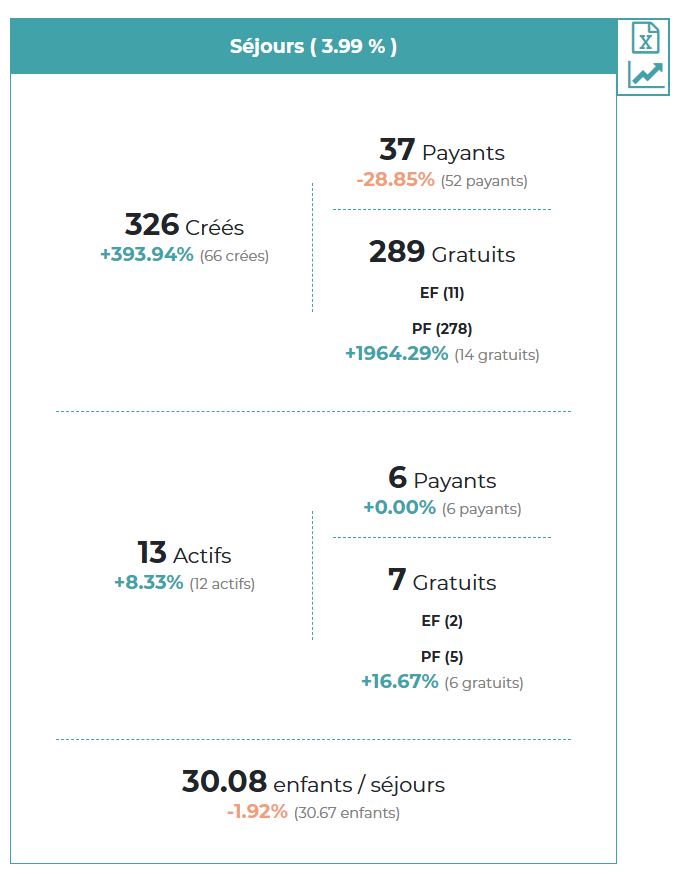 Séjours ( 3.99 % )
X
37 Payants
-28.85% (52 payants)
326 Créés
+393.94% (66 crées)
289 Gratuits
EF (11)
PF (278)
+1964.29% (14 gratuits)
6 Payants
+0.00% (6 payants)
13 Actifs
+8.33% (12 actifs)
7 Gratuits
EF (2)
PF (5)
+16.67% (6 gratuits)
30.08 enfants / séjours
-1.92% (30.67 enfants)